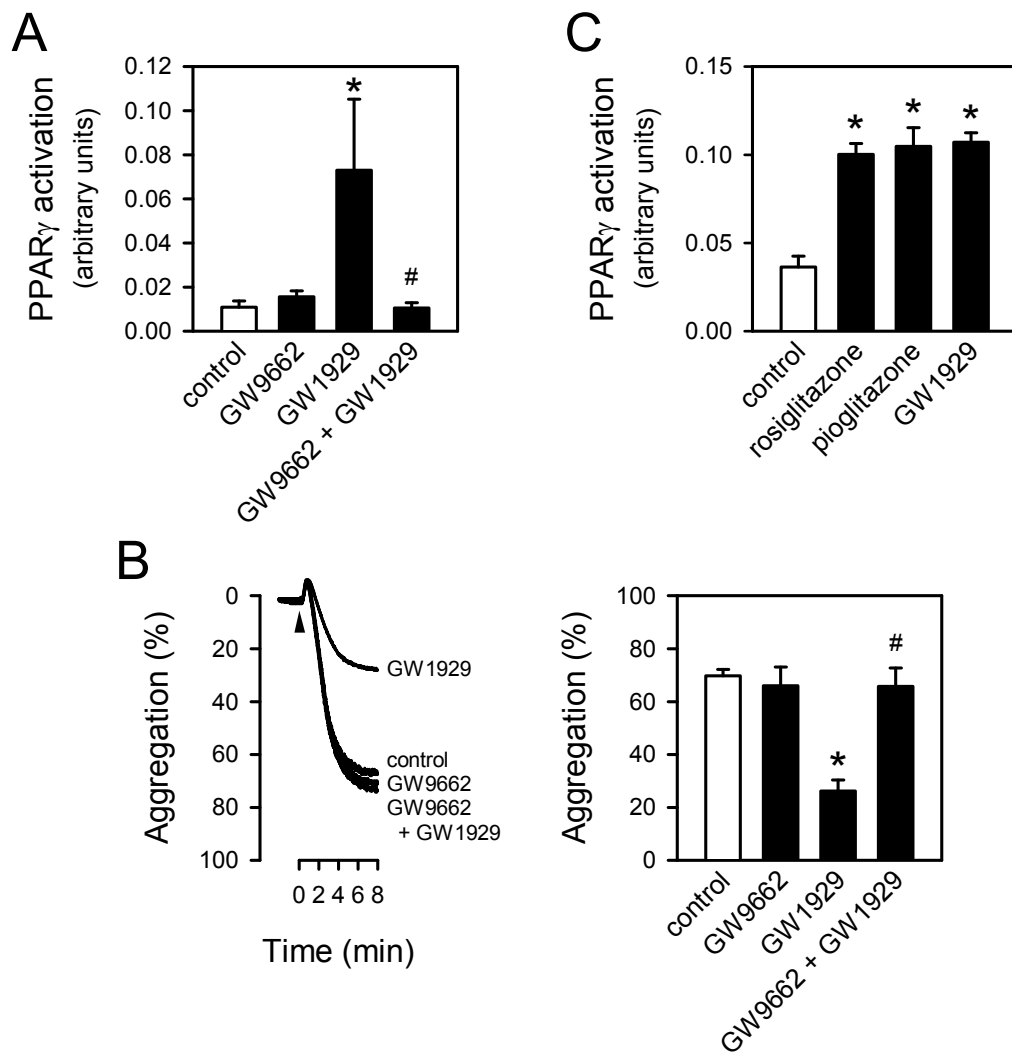 A
PPARγ activation
(arbitrary units)
0.12
0.10
0.08
0.06
0.04
0.02
0.00
*
#
control
GW9662
GW1929
GW9662 + GW1929
C
PPARγ activation
(arbitrary units)
0.15
0.10
0.05
0.00
*
*
*
control
rosiglitazone
pioglitazone
GW1929
B
Aggregation (%)
0
20
40
60
80
100
GW1929
control
GW9662
GW9662
+ GW1929
0 2 4 6 8
Time (min)
Aggregation (%)
100
80
60
40
20
0
*
#
control
GW9662
GW1929
GW9662 + GW1929